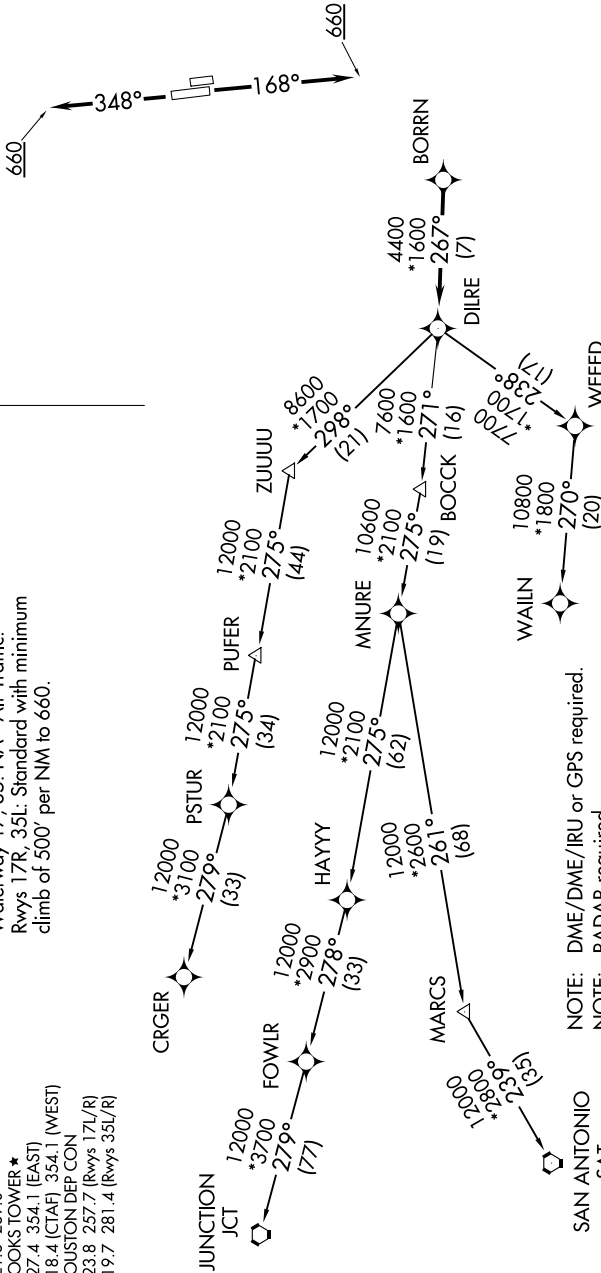 OOKS TOWER ★
27.4 354.1 (EAST)
18.4 (CTAF) 354.1 (WEST)
OUSTON DEP CON
23.8 257.7 (Rwys 17L/R)
19.7 281.4 (Rwys 35L/R)
Rwys 17R, 35L: Standard with minimum
climb of 500' per NM to 660.
660
348°
168°
660
BORRN
4400
*1600
267°
(7)
DILRE
8600
*1700
298°
(21)
ZUUUU
12000
*2100
275°
(44)
PUFER
12000
*2100
275°
(34)
PSTUR
12000
*3100
279°
(33)
CRGER
7600
*1600
271°
(16)
BOCCK
10600
*2100
275°
(19)
MNURE
12000
*2100
275°
(62)
HAYYY
12000
*2900
278°
(33)
FOWLR
12000
*3700
279°
(77)
JUNCTION
JCT
12000
*2600
261°
(68)
MARCS
12000
*2800
239°
(35)
SAN ANTONIO
SAT
7700
*1700
238°
(17)
WEEED
10800
*1800
270°
(20)
WAILN
NOTE: DME/DME/IRU or GPS required.
NOTE: RADAR required.